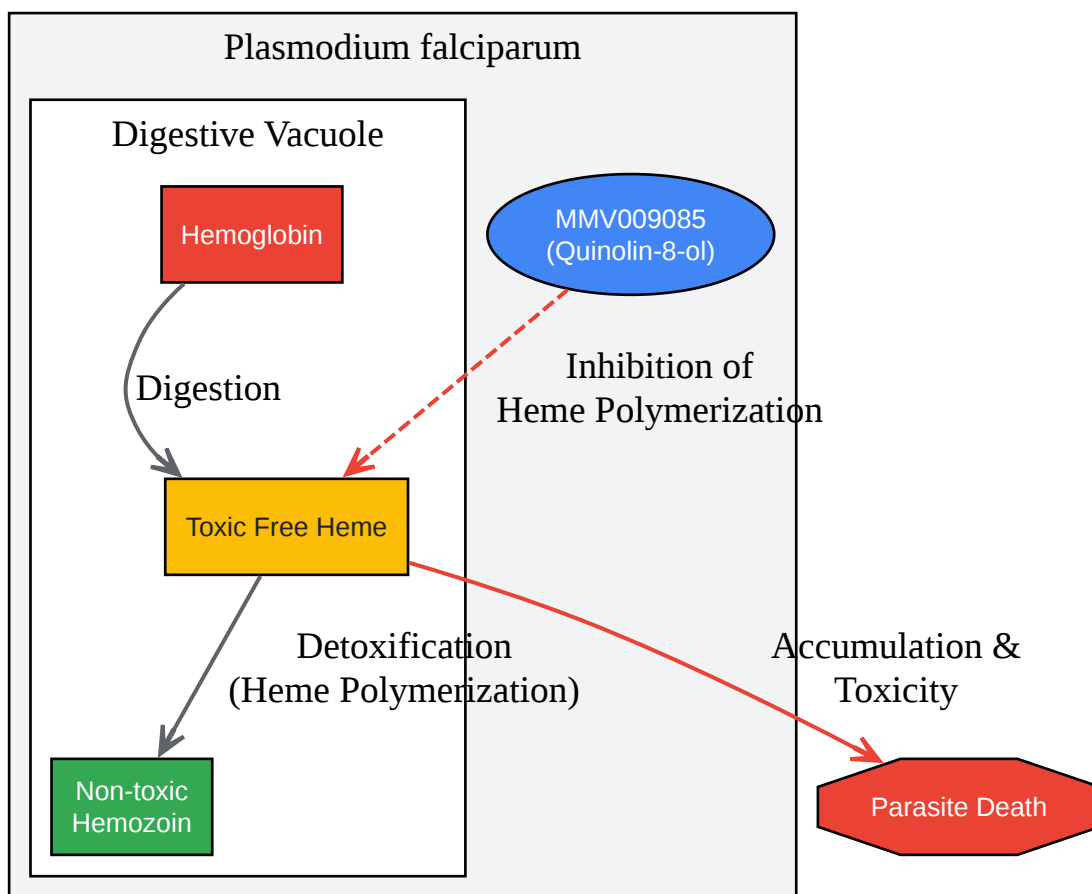 Plasmodium falciparum
Digestive Vacuole
Hemoglobin
MMV009085
(Quinolin-8-ol)
Digestion
Inhibition of
Heme Polymerization
Toxic Free Heme
Detoxification
(Heme Polymerization)
Accumulation &
Toxicity
Non-toxic
Hemozoin
Parasite Death